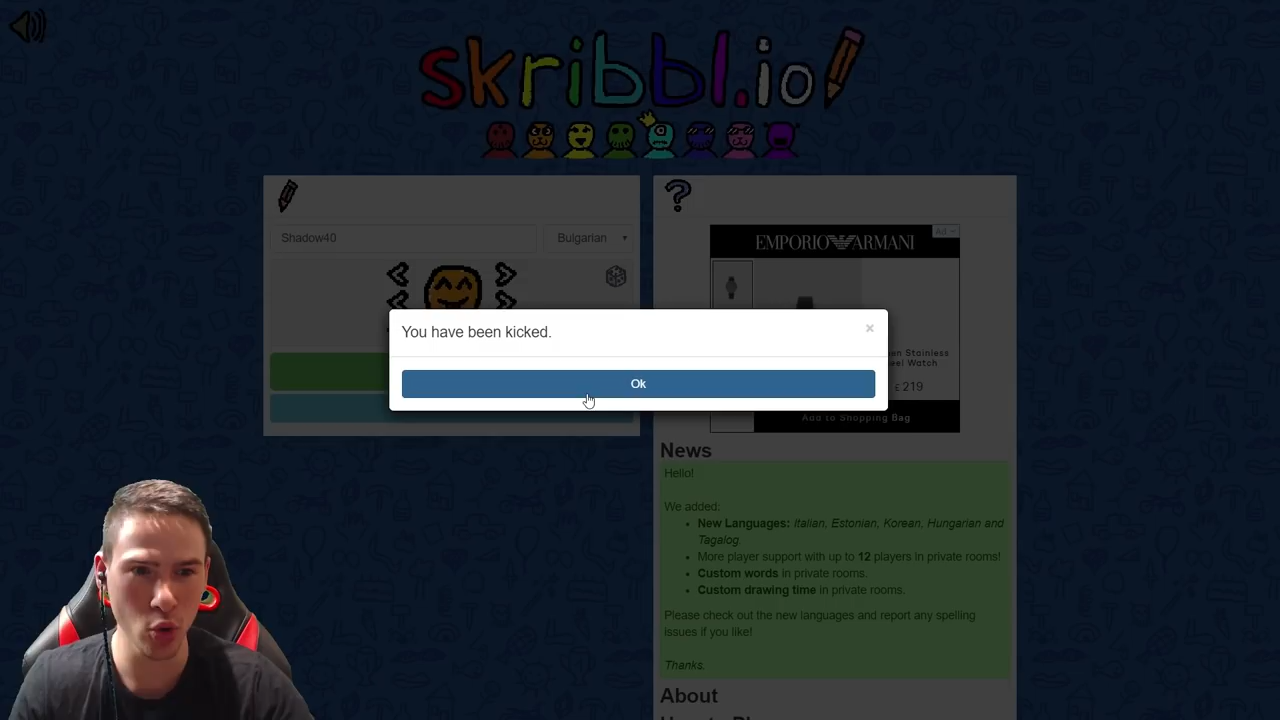 skribbl.io
Shadow40
Bulgarian
You have been kicked.
×
Ok
Ad
EMPORIO ARMANI
Stainless
Watch
£ 219
Add to Shopping Bag
News
Hello!
We added:
New Languages: Italian, Estonian, Korean, Hungarian and
Tagalog.
More player support with up to 12 players in private rooms!
Custom words in private rooms.
Custom drawing time in private rooms.
Please check out the new languages and report any spelling
issues if you like!
Thanks.
About